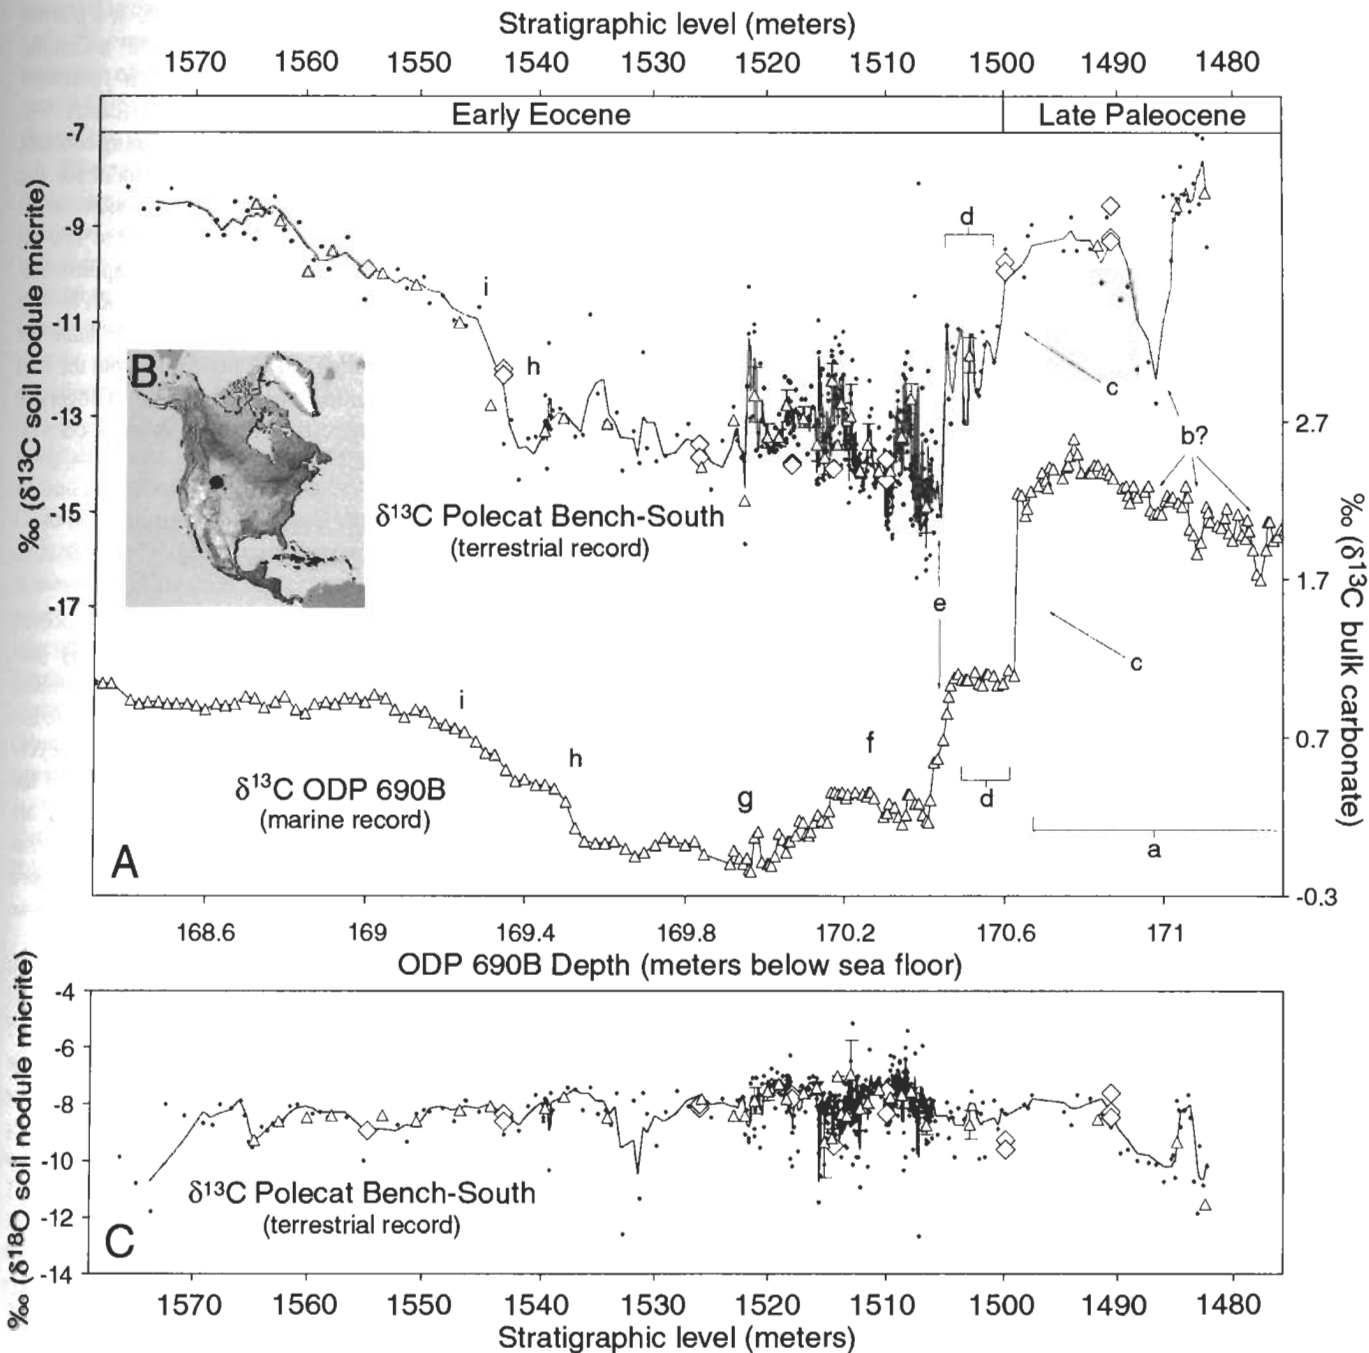 Stratigraphic level (meters)
1570 1560 1550 1540 1530 1520 1510 1500 1490 1480
Early Eocene Late Paleocene
-7
-9
-11
-13
-15
-17
‰ (δ¹³C soil nodule micrite)
d
i
h
c
b?
B
δ¹³C Polecat Bench-South
(terrestrial record)
e
c
2.7
1.7
0.7
-0.3
‰ (δ¹³C bulk carbonate)
i
h
f
g
d
a
δ¹³C ODP 690B
(marine record)
A
168.6 169 169.4 169.8 170.2 170.6 171
ODP 690B Depth (meters below sea floor)
-4
-6
-8
-10
-12
-14
‰ (δ¹⁸O soil nodule micrite)
δ¹³C Polecat Bench-South
(terrestrial record)
C
1570 1560 1550 1540 1530 1520 1510 1500 1490 1480
Stratigraphic level (meters)